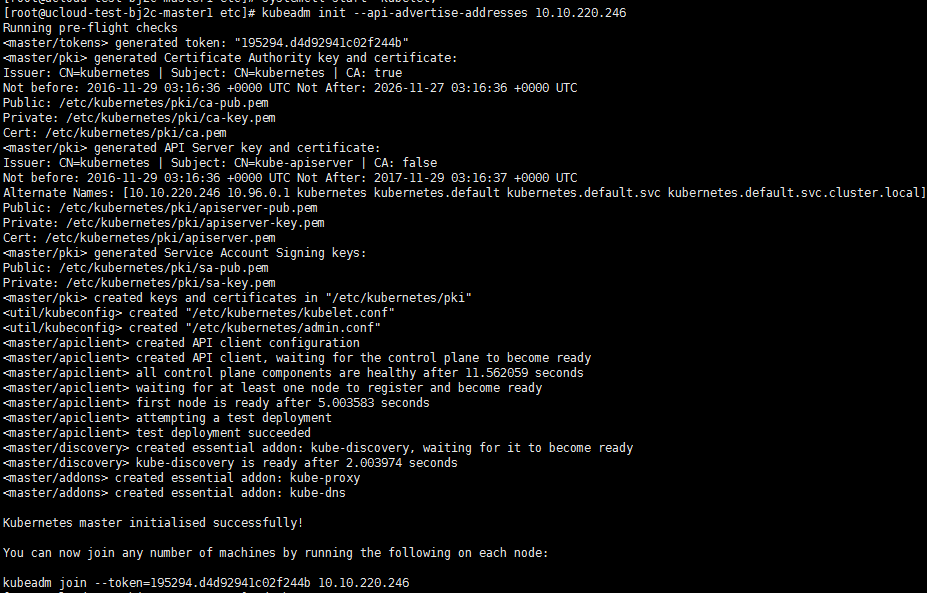 [root@ucloud-test-bj2c-master1 etc]# kubeadm init --api-advertise-addresses 10.10.220.246
Running pre-flight checks
<master/tokens> generated token: "195294.d4d92941c02f244b"
<master/pki> generated Certificate Authority key and certificate:
Issuer: CN=kubernetes | Subject: CN=kubernetes | CA: true
Not before: 2016-11-29 03:16:36 +0000 UTC Not After: 2026-11-27 03:16:36 +0000 UTC
Public: /etc/kubernetes/pki/ca-pub.pem
Private: /etc/kubernetes/pki/ca-key.pem
Cert: /etc/kubernetes/pki/ca.pem
<master/pki> generated API Server key and certificate:
Issuer: CN=kubernetes | Subject: CN=kube-apiserver | CA: false
Not before: 2016-11-29 03:16:36 +0000 UTC Not After: 2017-11-29 03:16:37 +0000 UTC
Alternate Names: [10.10.220.246 10.96.0.1 kubernetes kubernetes.default kubernetes.default.svc kubernetes.default.svc.cluster.local]
Public: /etc/kubernetes/pki/apiserver-pub.pem
Private: /etc/kubernetes/pki/apiserver-key.pem
Cert: /etc/kubernetes/pki/apiserver.pem
<master/pki> generated Service Account Signing keys:
Public: /etc/kubernetes/pki/sa-pub.pem
Private: /etc/kubernetes/pki/sa-key.pem
<master/pki> created keys and certificates in "/etc/kubernetes/pki"
<util/kubeconfig> created "/etc/kubernetes/kubelet.conf"
<util/kubeconfig> created "/etc/kubernetes/admin.conf"
<master/apiclient> created API client configuration
<master/apiclient> created API client, waiting for the control plane to become ready
<master/apiclient> all control plane components are healthy after 11.562059 seconds
<master/apiclient> waiting for at least one node to register and become ready
<master/apiclient> first node is ready after 5.003583 seconds
<master/apiclient> attempting a test deployment
<master/apiclient> test deployment succeeded
<master/discovery> created essential addon: kube-discovery, waiting for it to become ready
<master/discovery> kube-discovery is ready after 2.003974 seconds
<master/addons> created essential addon: kube-proxy
<master/addons> created essential addon: kube-dns
Kubernetes master initialised successfully!
You can now join any number of machines by running the following on each node:
kubeadm join --token=195294.d4d92941c02f244b 10.10.220.246